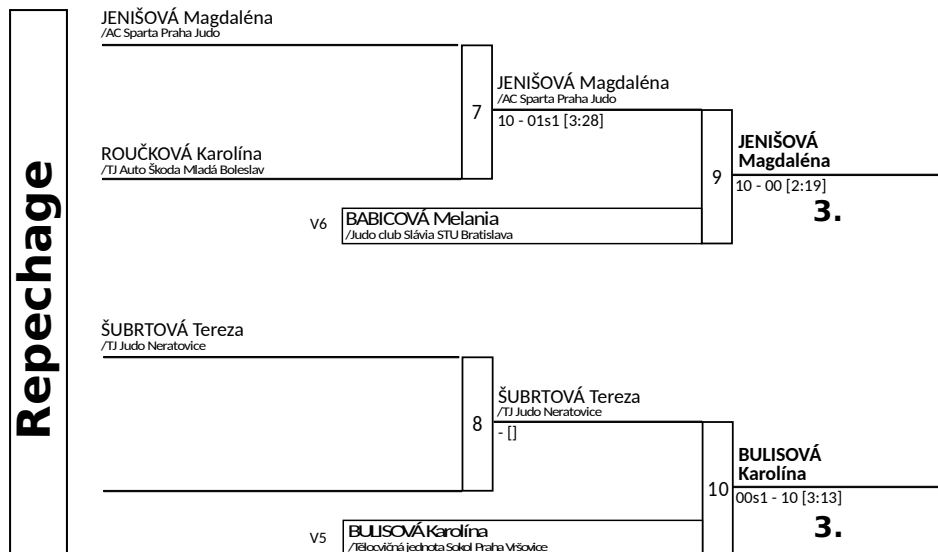 Repechage
JENIŠOVÁ Magdaléna
/AC Sparta Praha Judo
7
JENIŠOVÁ Magdaléna
/AC Sparta Praha Judo
10 - 01s1 [3:28]
ROUČKOVÁ Karolína
/TJ Auto Škoda Mladá Boleslav
9
JENIŠOVÁ
Magdaléna
10 - 00 [2:19]
3.
V6
BABICOVÁ Melania
/Judo club Slávia STU Bratislava
ŠUBRTOVÁ Tereza
/TJ Judo Neratovice
8
ŠUBRTOVÁ Tereza
/TJ Judo Neratovice
- []
10
BULISOVÁ
Karolína
00s1 - 10 [3:13]
3.
V5
BULISOVÁ Karolína
/Tělocvičná jednota Sokol Praha Vršovice